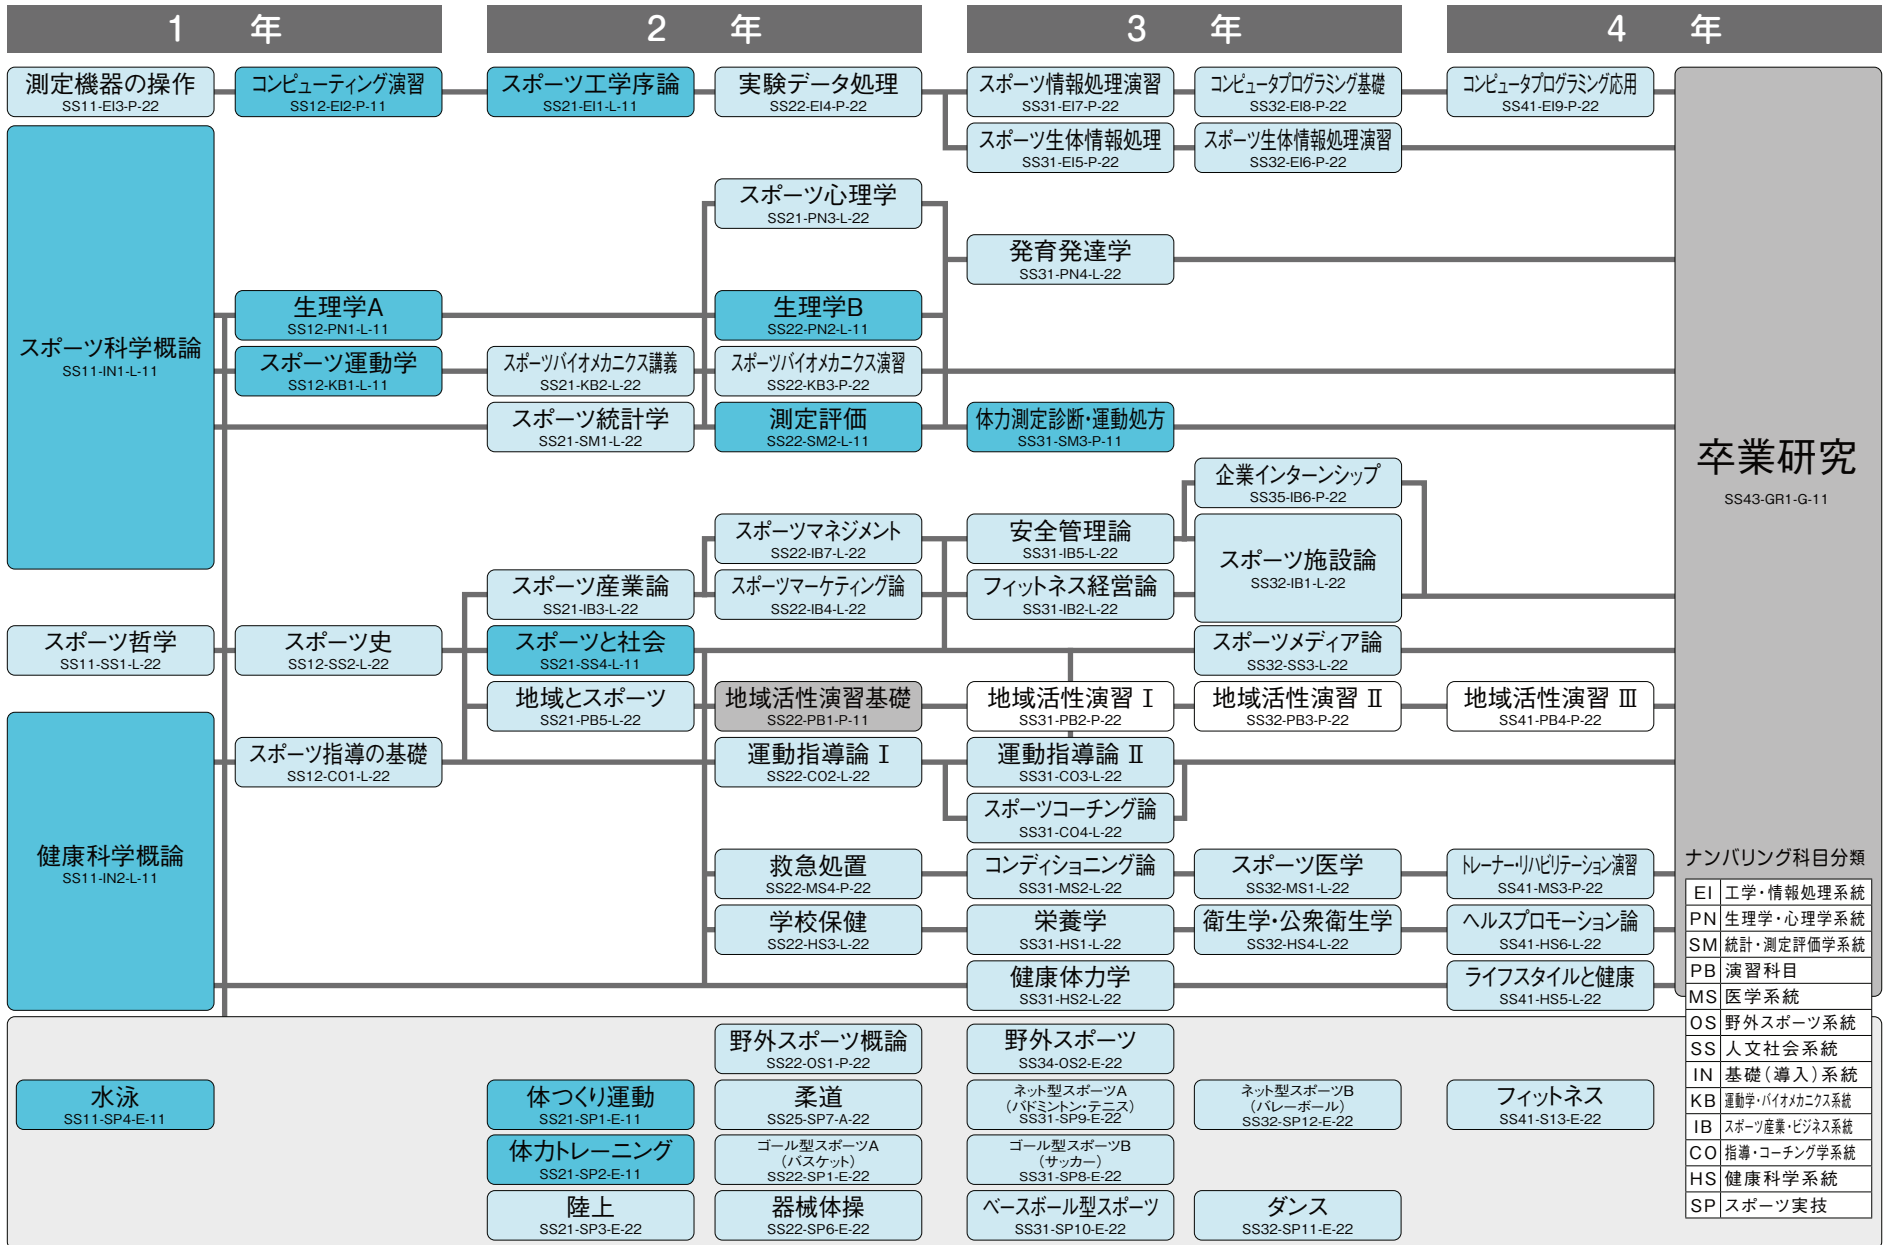 1 年
2 年
3 年
4 年
測定機器の操作
SS11-EI3-P-22
コンピューティング演習
SS12-EI2-P-11
スポーツ工学序論
SS21-EI1-L-11
実験データ処理
SS22-EI4-P-22
スポーツ情報処理演習
SS31-EI7-P-22
コンピュータプログラミング基礎
SS32-EI8-P-22
コンピュータプログラミング応用
SS41-EI9-P-22
スポーツ生体情報処理
SS31-EI5-P-22
スポーツ生体情報処理演習
SS32-EI6-P-22
スポーツ心理学
SS21-PN3-L-22
発育発達学
SS31-PN4-L-22
スポーツ科学概論
SS11-IN1-L-11
生理学A
SS12-PN1-L-11
生理学B
SS22-PN2-L-11
スポーツ運動学
SS12-KB1-L-11
スポーツバイオメカニクス講義
SS21-KB2-L-22
スポーツバイオメカニクス演習
SS22-KB3-P-22
スポーツ統計学
SS21-SM1-L-22
測定評価
SS22-SM2-L-11
体力測定診断・運動処方
SS31-SM3-P-11
卒業研究
SS43-GR1-G-11
企業インターンシップ
SS35-IB6-P-22
スポーツマネジメント
SS22-IB7-L-22
安全管理論
SS31-IB5-L-22
スポーツ施設論
SS32-IB1-L-22
スポーツ産業論
SS21-IB3-L-22
スポーツマーケティング論
SS22-IB4-L-22
フィットネス経営論
SS31-IB2-L-22
スポーツ哲学
SS11-SS1-L-22
スポーツ史
SS12-SS2-L-22
スポーツと社会
SS21-SS4-L-11
スポーツメディア論
SS32-SS3-L-22
地域とスポーツ
SS21-PB5-L-22
地域活性演習基礎
SS22-PB1-P-11
地域活性演習 Ⅰ
SS31-PB2-P-22
地域活性演習 Ⅱ
SS32-PB3-P-22
地域活性演習 Ⅲ
SS41-PB4-P-22
スポーツ指導の基礎
SS12-CO1-L-22
運動指導論 Ⅰ
SS22-CO2-L-22
運動指導論 Ⅱ
SS31-CO3-L-22
スポーツコーチング論
SS31-CO4-L-22
健康科学概論
SS11-IN2-L-11
救急処置
SS22-MS4-P-22
コンディショニング論
SS31-MS2-L-22
スポーツ医学
SS32-MS1-L-22
トレーナー・リハビリテーション演習
SS41-MS3-P-22
学校保健
SS22-HS3-L-22
栄養学
SS31-HS1-L-22
衛生学・公衆衛生学
SS32-HS4-L-22
ヘルスプロモーション論
SS41-HS6-L-22
健康体力学
SS31-HS2-L-22
ライフスタイルと健康
SS41-HS5-L-22
ナンバリング科目分類
EI 工学・情報処理系統
PN 生理学・心理学系統
SM 統計・測定評価学系統
PB 演習科目
MS 医学系統
OS 野外スポーツ系統
SS 人文社会系統
IN 基礎(導入)系統
KB 運動学・バイオメカニクス系統
IB スポーツ産業・ビジネス系統
CO 指導・コーチング学系統
HS 健康科学系統
SP スポーツ実技
野外スポーツ概論
SS22-OS1-P-22
野外スポーツ
SS34-OS2-E-22
水泳
SS11-SP4-E-11
体つくり運動
SS21-SP1-E-11
柔道
SS25-SP7-A-22
ネット型スポーツA
(バドミントン・テニス)
SS31-SP9-E-22
ネット型スポーツB
(バレーボール)
SS32-SP12-E-22
フィットネス
SS41-S13-E-22
体力トレーニング
SS21-SP2-E-11
ゴール型スポーツA
(バスケット)
SS22-SP1-E-22
ゴール型スポーツB
(サッカー)
SS31-SP8-E-22
陸上
SS21-SP3-E-22
器械体操
SS22-SP6-E-22
ベースボール型スポーツ
SS31-SP10-E-22
ダンス
SS32-SP11-E-22